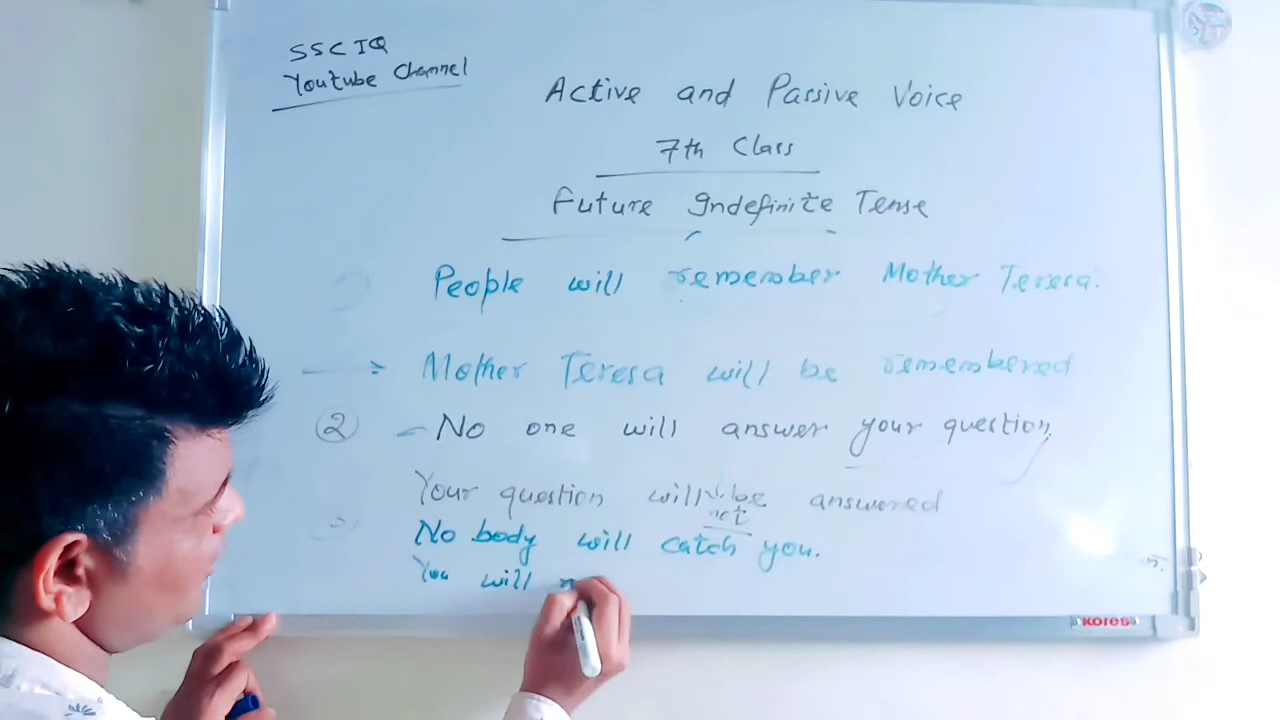 SSC IQ
Youtube Channel
Active and Passive Voice
7th Class
Future Indefinite Tense
People will remember Mother Teresa.
Mother Teresa will be remembered
② No one will answer your question.
Your question will be answered
not
No body will catch you.
You will
KORES